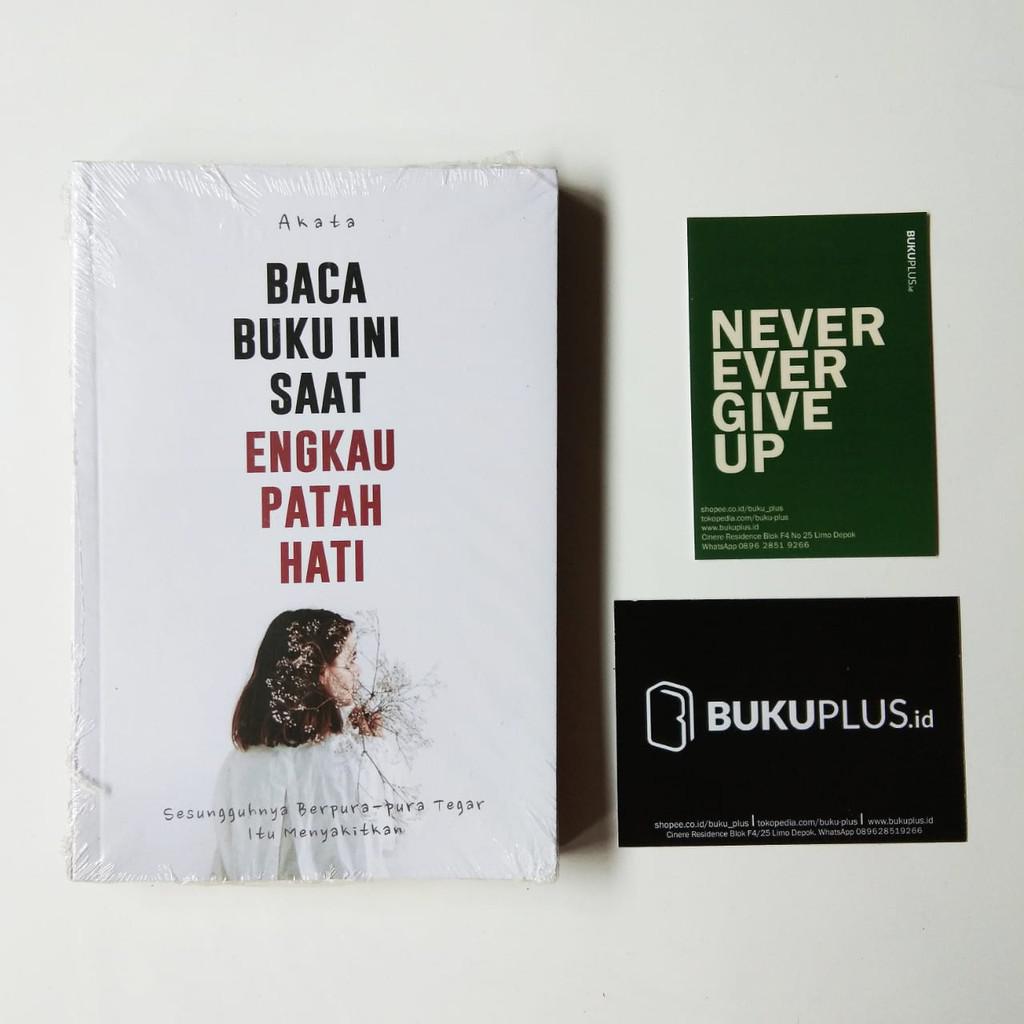 Akata
BACA
BUKU INI
SAAT
ENGKAU
PATAH
HATI
Sesungguhnya Berpura-pura Tegar
Itu Menyakitkan
BUKUPLUS.id
NEVER
EVER
GIVE
UP
shopee.co.id/buku_plus
tokopedia.com/buku-plus
www.bukuplus.id
Cinere Residence Blok F4 No 25 Limo Depok
WhatsApp 0896 2851 9266
BUKUPLUS.id
shopee.co.id/buku_plus | tokopedia.com/buku-plus | www.bukuplus.id
Cinere Residence Blok F4/25 Limo Depok. WhatsApp 089628519266